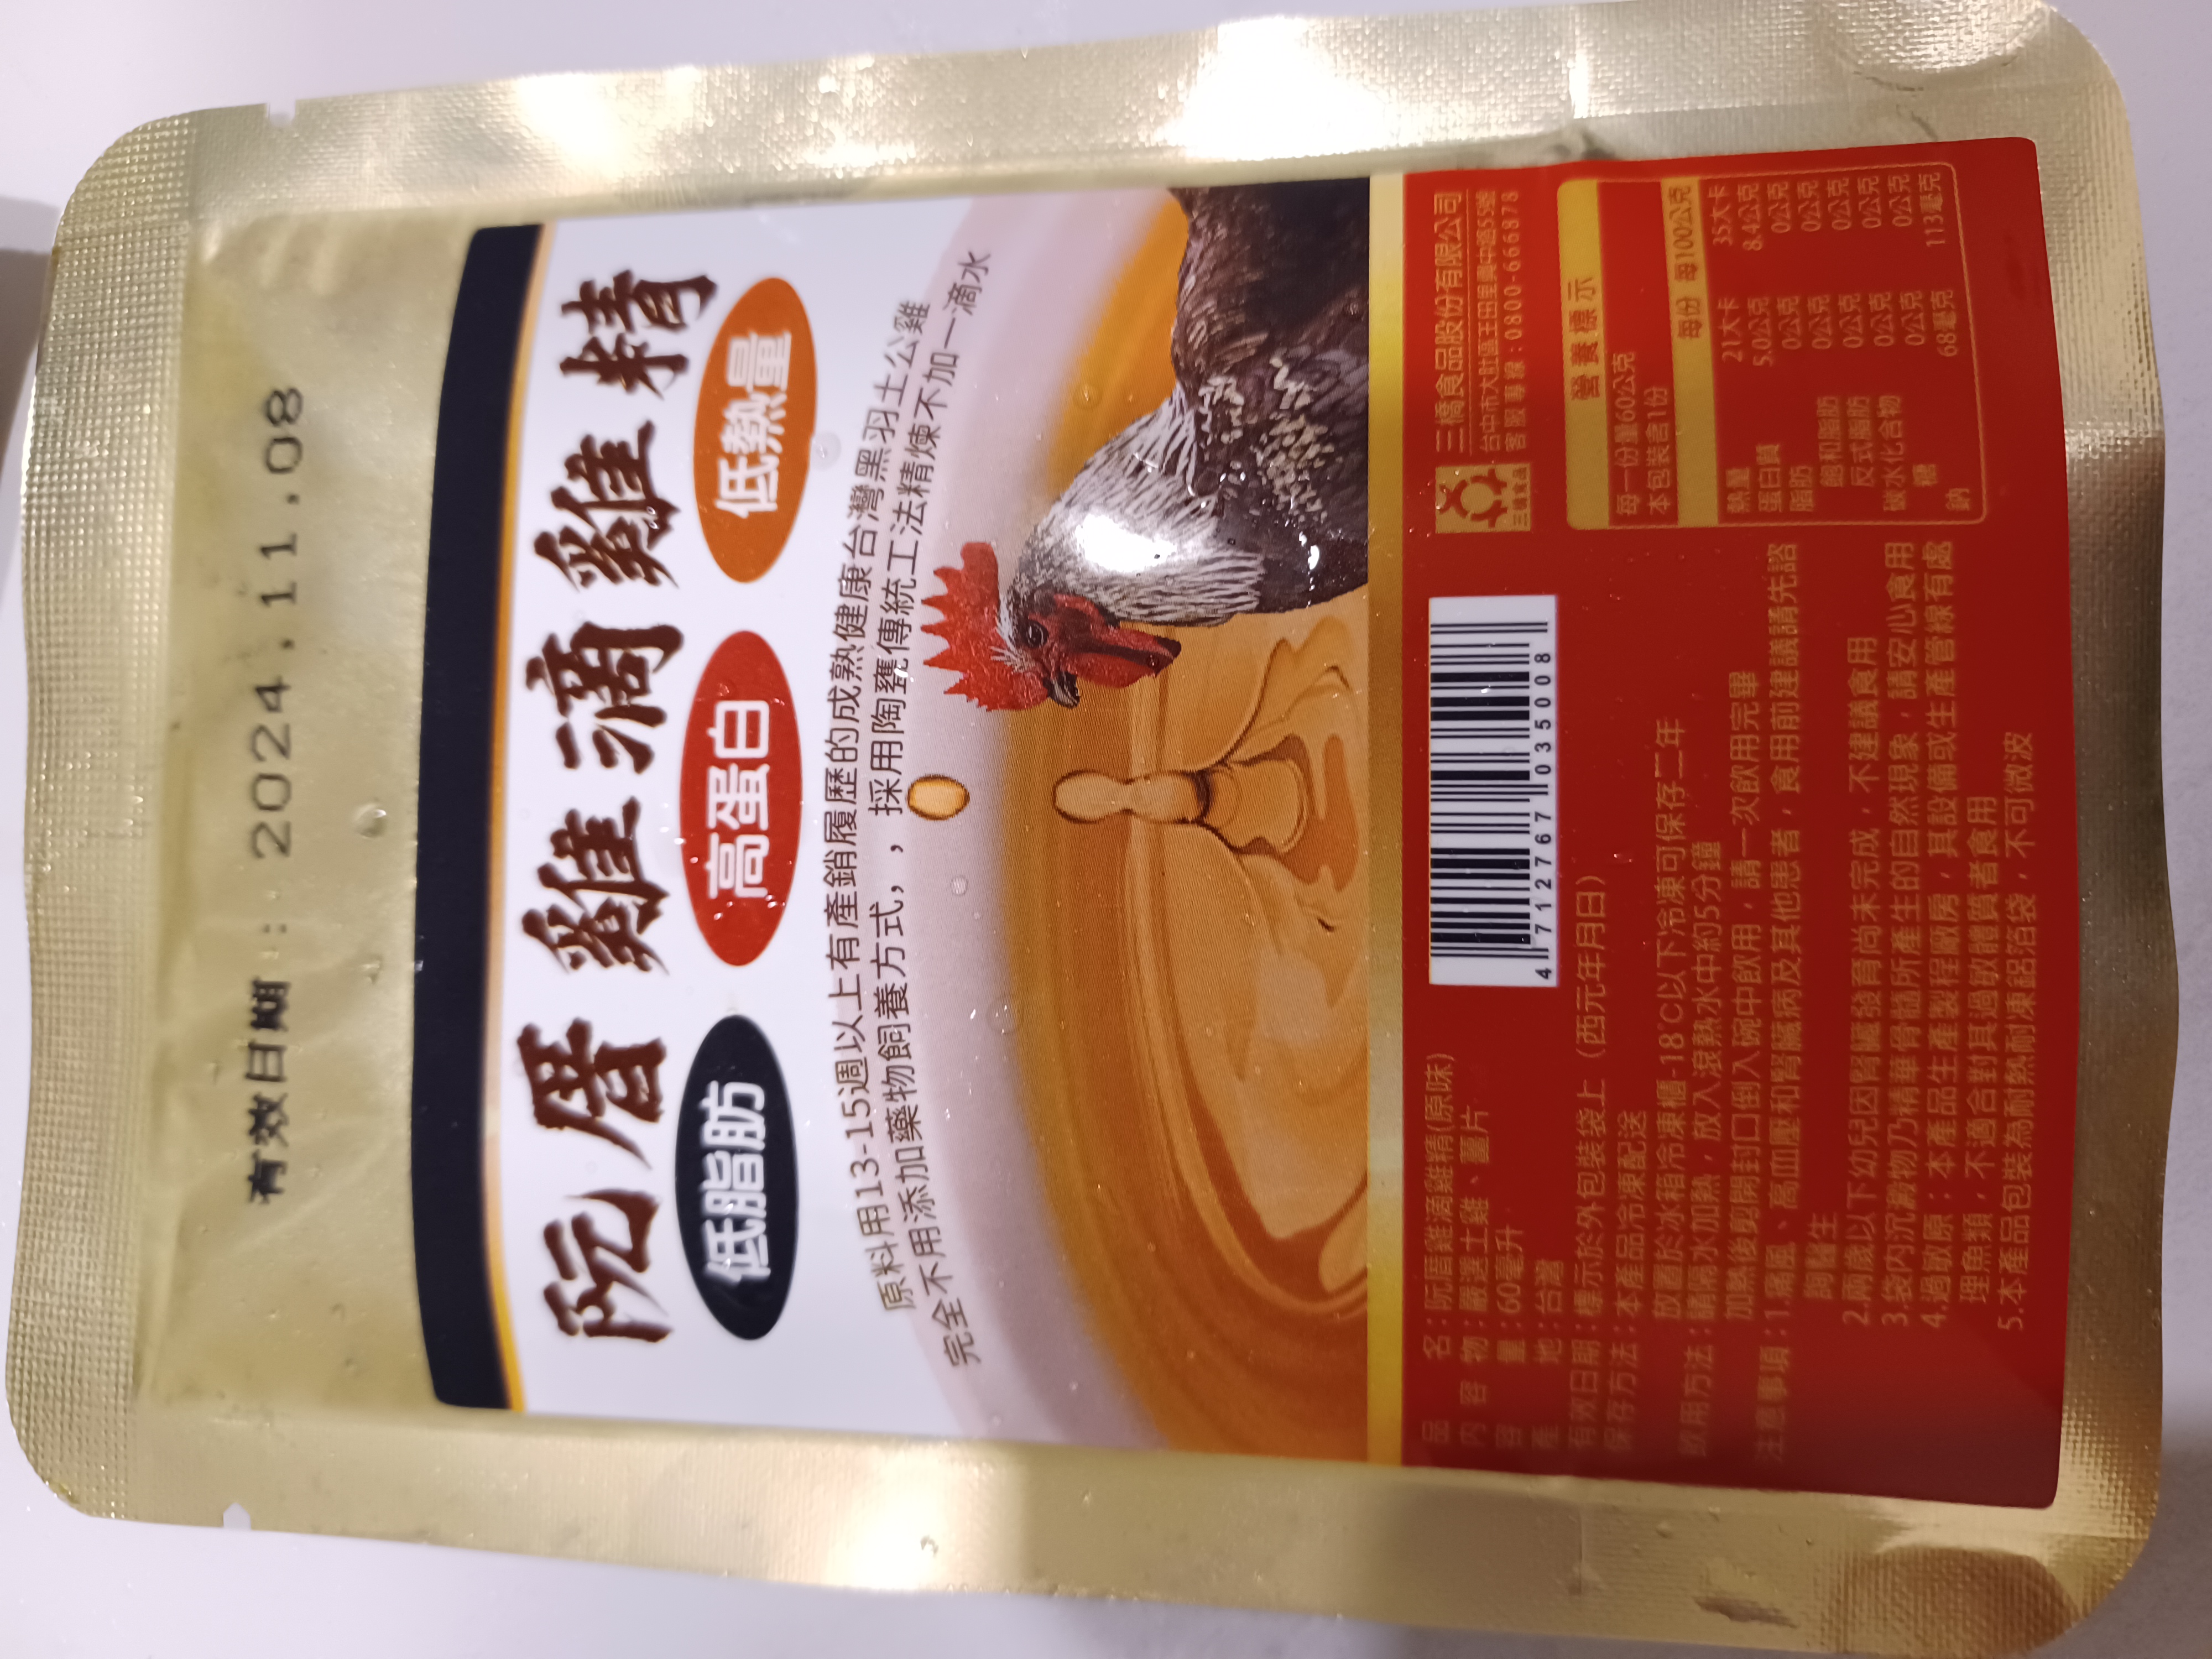 有效日期：2024.11.08
阮厝雞滴雞精
低脂肪 高蛋白 低熱量
原料用13-15週以上有產銷履歷的成熟健康台灣黑羽土公雞
完全不用添加藥物飼養方式，，採用陶甕傳統工法精煉不加一滴水
品名：阮厝雞滴雞精(原味)
內容物：嚴選土雞、薑片
容量：60毫升
產地：台灣
有效日期：標示於外包裝袋上（西元年月日）
保存方法：本產品冷凍配送
放置於冰箱冷凍櫃-18°C以下冷凍可保存二年
飲用方法：隔水加熱，放入滾熱水中約5分鐘
加熱後剪開封口倒入碗中飲用，請一次飲用完畢
注意事項：1.痛風、高血壓和腎臟病及其他患者，食用前建議請先諮
詢醫生
2.兩歲以下幼兒因腎臟發育尚未完成，不建議食用
3.袋內沉澱物乃精華骨髓所產生的自然現象，請安心食用
4.過敏原：本產品生產製程廠房，其設備或生產管線有處
理魚類，不適合對其過敏體質者食用
5.本產品包裝為耐熱耐凍鋁箔袋，不可微波
4 712767 035008
三橋食品
三橋食品股份有限公司
台中市大肚區王田里興中路55號
客服專線：0800-666878
營養標示
每一份量60公克
本包裝含1份
每份 每100公克
熱量 21大卡 35大卡
蛋白質 5.0公克 8.4公克
脂肪 0公克 0公克
飽和脂肪 0公克 0公克
反式脂肪 0公克 0公克
碳水化合物 0公克 0公克
糖 0公克 0公克
鈉 68毫克 113毫克